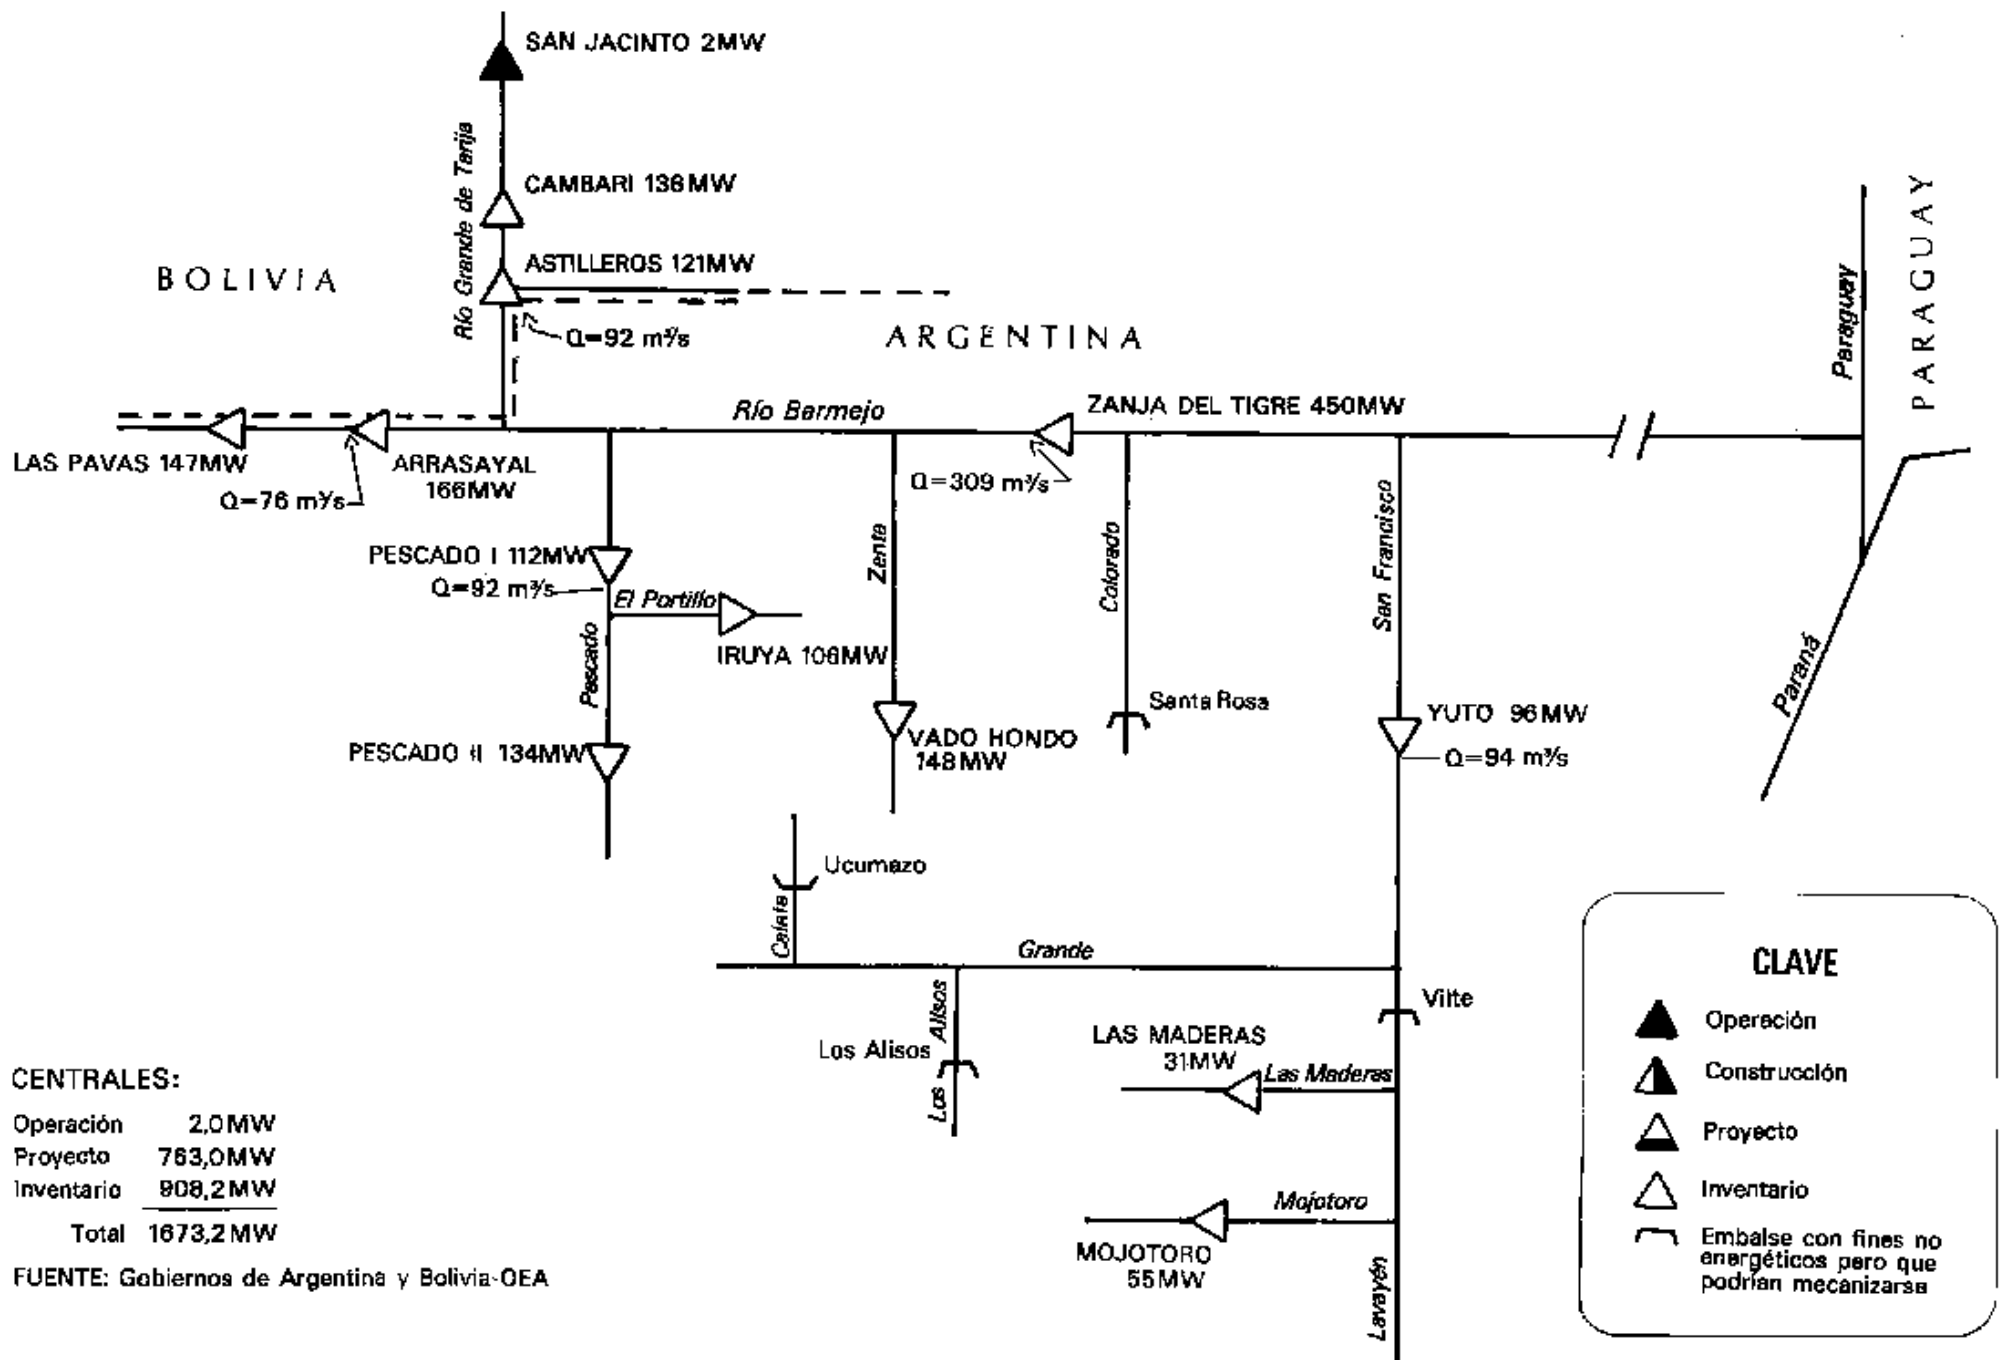 SAN JACINTO 2MW
Río Grande de Tarija
CAMBARI 136MW
ASTILLEROS 121MW
BOLIVIA
Q=92 m³/s
ARGENTINA
Paraguay
PARAGUAY
Río Bermejo
ZANJA DEL TIGRE 450MW
LAS PAVAS 147MW
ARRASAYAL
166MW
Q=76 m³/s
Q=309 m³/s
PESCADO I 112MW
Q=92 m³/s
El Portillo
IRUYA 106MW
Pescado
PESCADO II 134MW
Zenta
VADO HONDO
148MW
Colorado
Santa Rosa
San Francisco
YUTO 96MW
Q=94 m³/s
Paraná
Ucumazo
Grande
Los Alisos
Los Alisos
Vilte
LAS MADERAS
31MW
Las Maderas
Mojotoro
MOJOTORO
55MW
Lavayén
CENTRALES:
Operación 2,0MW
Proyecto 763,0MW
Inventario 908,2MW
Total 1673,2MW
FUENTE: Gobiernos de Argentina y Bolivia-OEA
CLAVE
Operación
Construcción
Proyecto
Inventario
Embalse con fines no
energéticos pero que
podrían mecanizarse